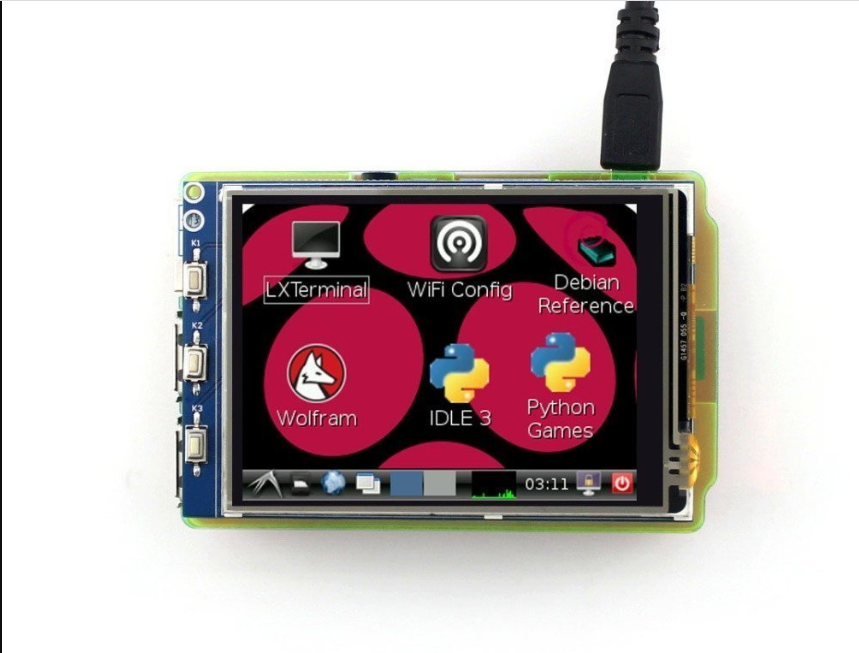 K1
LXTerminal
WiFi Config
Debian
Reference
K2
Wolfram
IDLE 3
Python
Games
K3
03:11